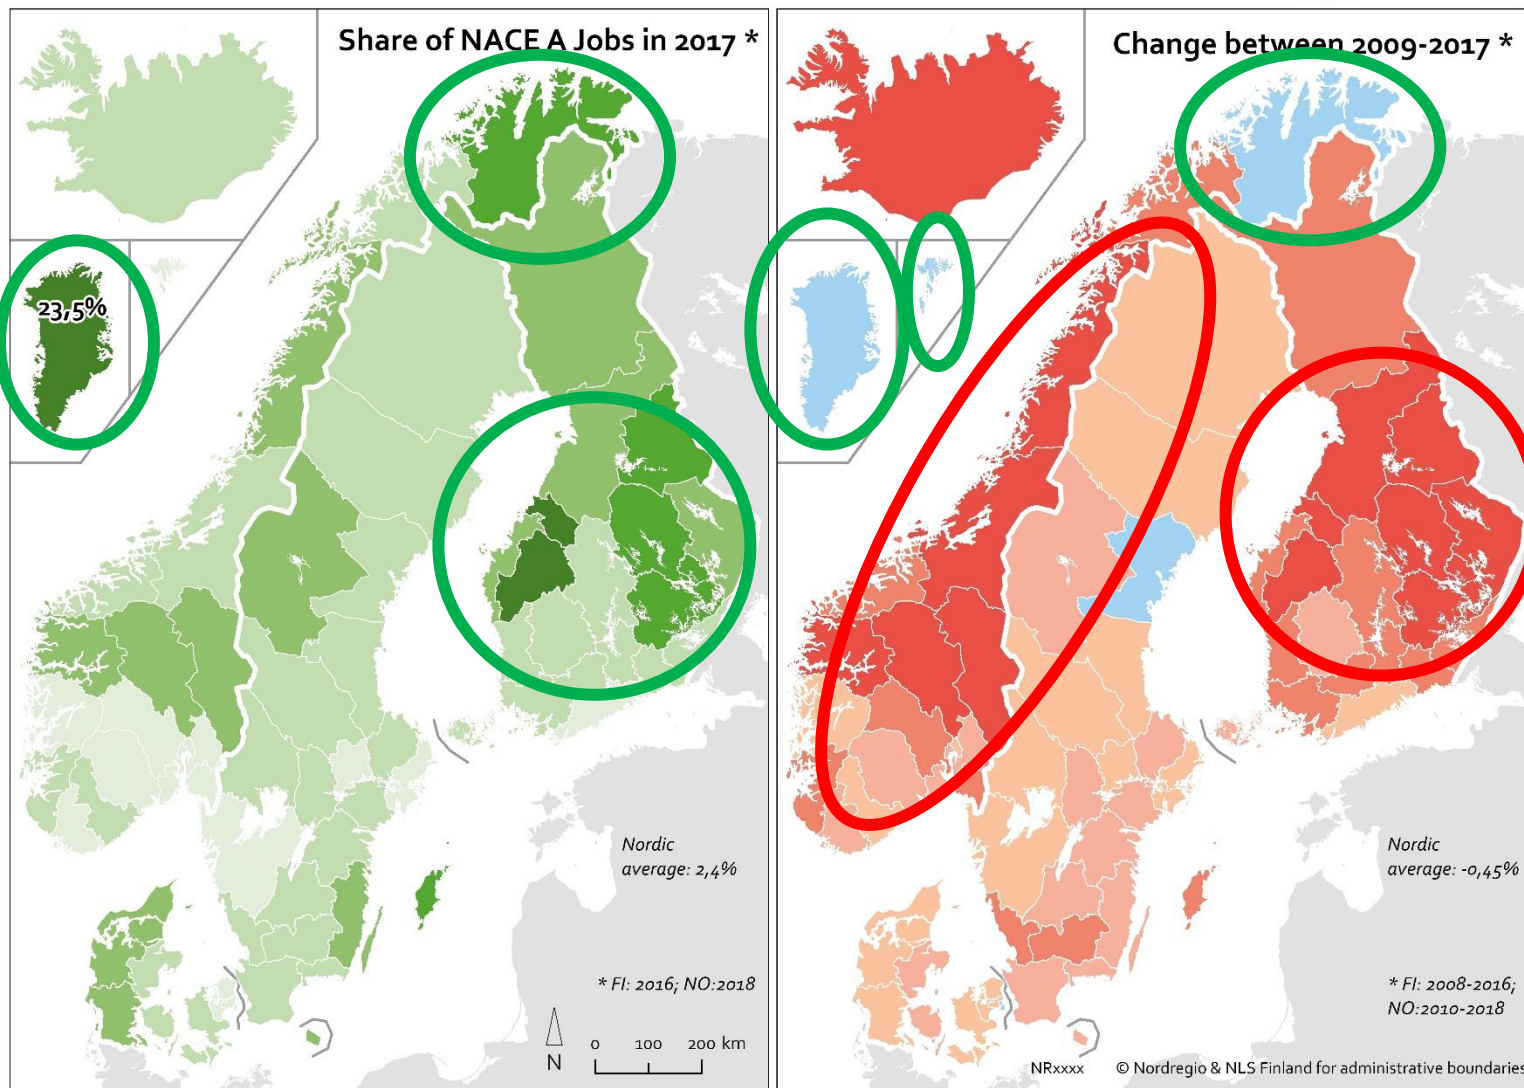 Share of NACE A Jobs in 2017 *
23,5%
Nordic
average: 2,4%
* FI: 2016; NO:2018
N
0 100 200 km
Change between 2009-2017 *
Nordic
average: -0,45%
* FI: 2008-2016;
NO:2010-2018
NRxxxx © Nordregio & NLS Finland for administrative boundaries